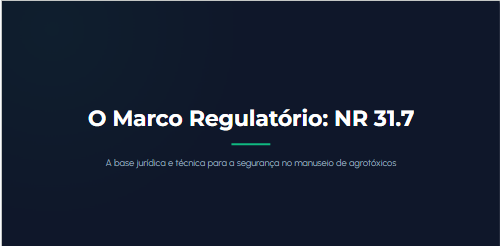 O Marco Regulatório: NR 31.7
A base jurídica e técnica para a segurança no manuseio de agrotóxicos